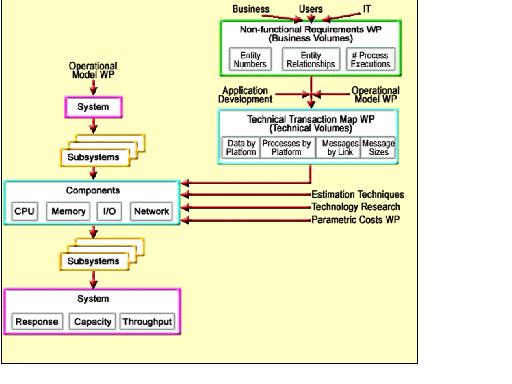 Business Users IT
Non-functional Requirements WP
(Business Volumes)
Entity Numbers
Entity Relationships
# Process Executions
Application Development
Operational Model WP
Technical Transaction Map WP
(Technical Volumes)
Data by Platform
Processes by Platform
Messages by Link
Message Sizes
Operational Model WP
System
Subsystems
Components
CPU Memory I/O Network
Estimation Techniques
Technology Research
Parametric Costs WP
Subsystems
System
Response Capacity Throughput